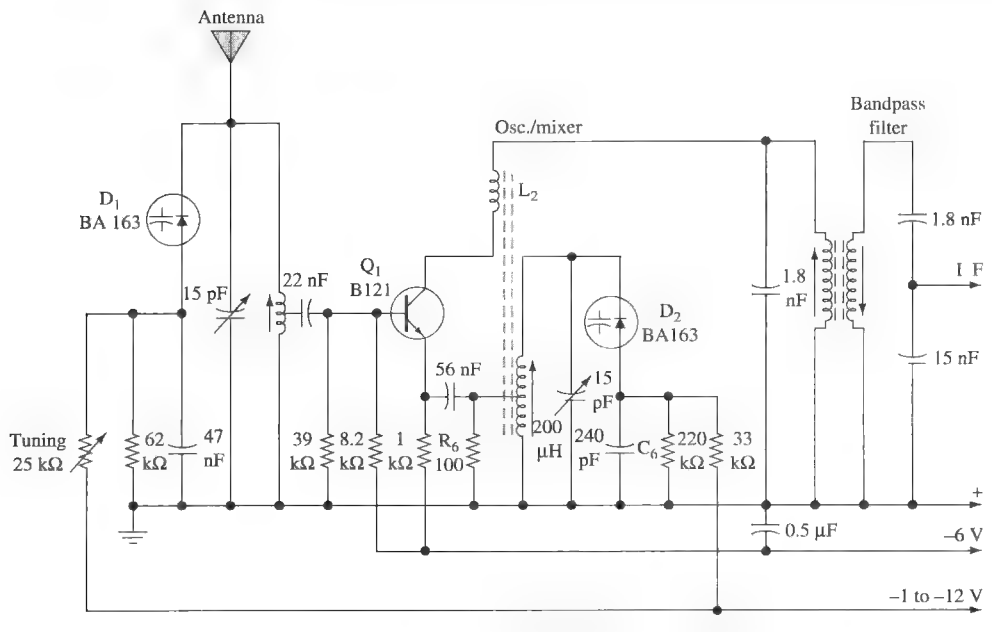 Antenna
Bandpass
filter
Osc./mixer
D1
BA 163
L2
1.8 nF
Q1
B121
22 nF
15 pF
1.8
nF
I F
D2
BA163
56 nF
15
pF
15 nF
Tuning
25 kΩ
62
kΩ
47
nF
39
kΩ
8.2
kΩ
1
kΩ
R6
100
200
µH
240
pF
C6
220
kΩ
33
kΩ
+
0.5 µF
–6 V
–1 to –12 V